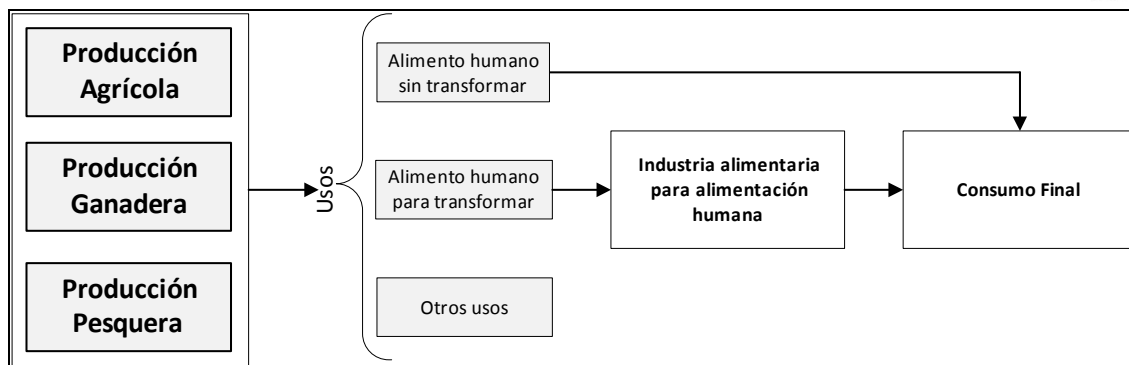 Producción
Agrícola
Producción
Ganadera
Producción
Pesquera
Usos
Alimento humano
sin transformar
Alimento humano
para transformar
Otros usos
Industria alimentaria
para alimentación
humana
Consumo Final